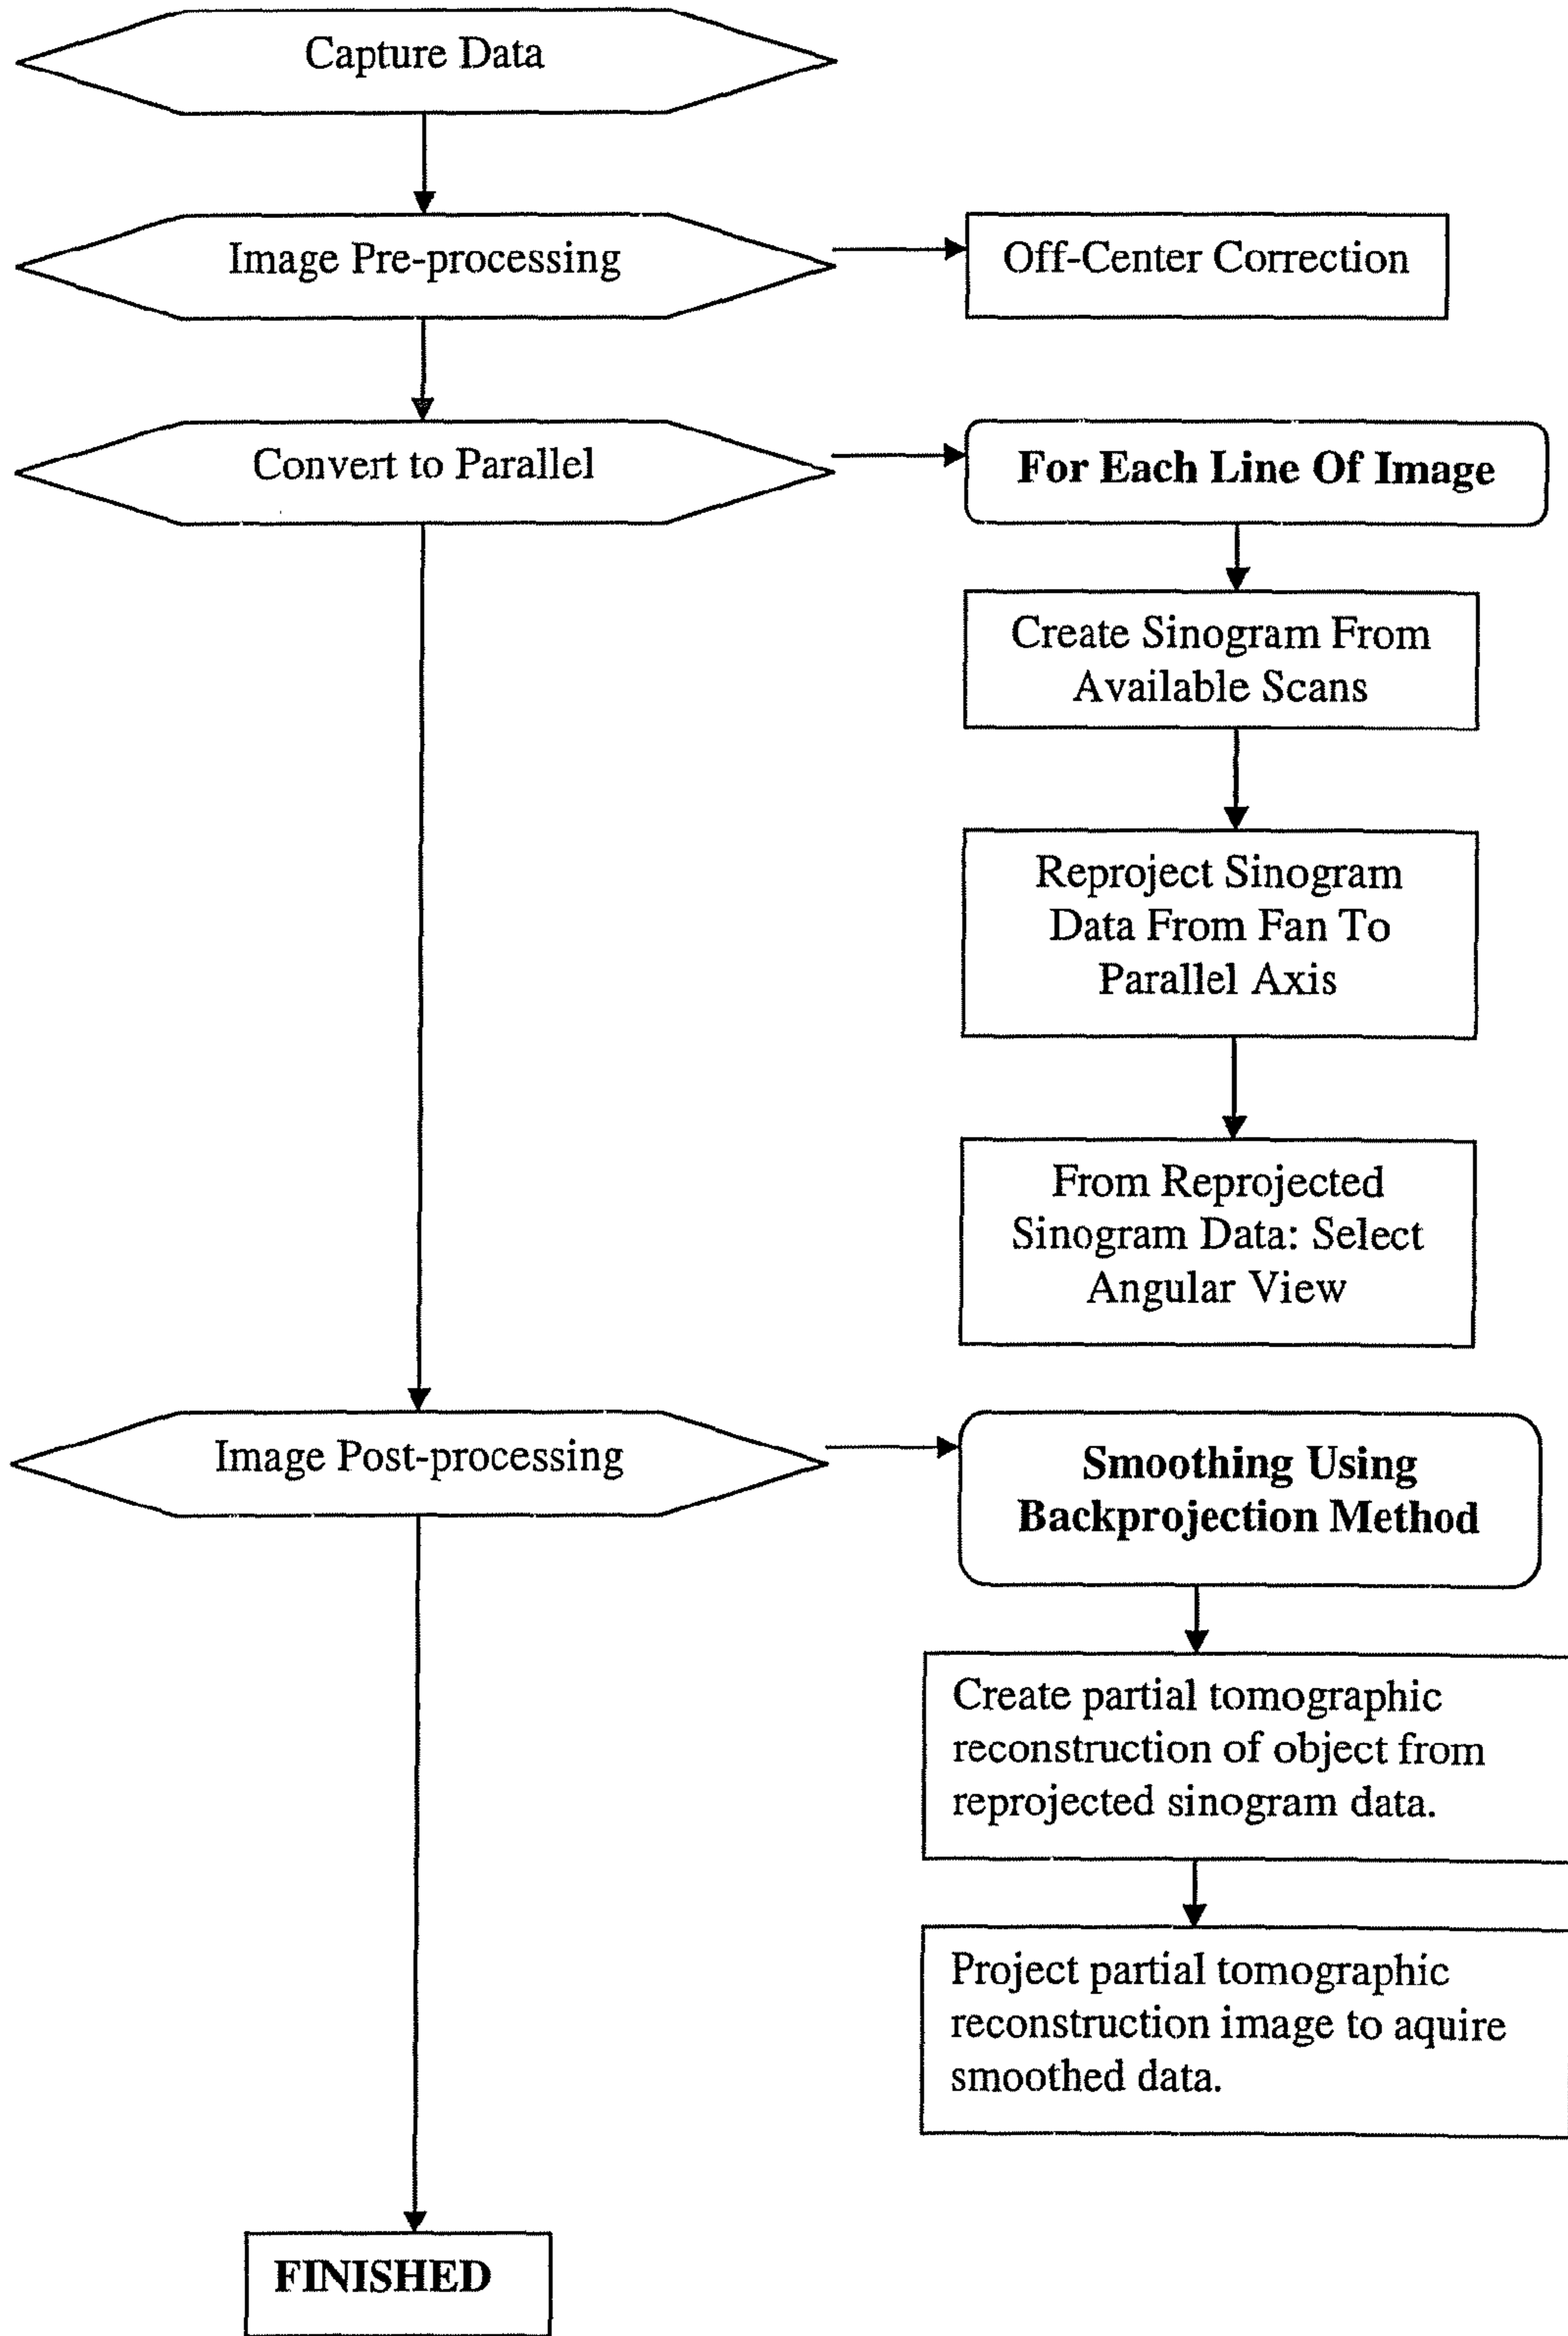 Capture Data
Image Pre-processing
Off-Center Correction
Convert to Parallel
For Each Line Of Image
Create Sinogram From
Available Scans
Reproject Sinogram
Data From Fan To
Parallel Axis
From Reprojected
Sinogram Data: Select
Angular View
Image Post-processing
Smoothing Using
Backprojection Method
Create partial tomographic
reconstruction of object from
reprojected sinogram data.
Project partial tomographic
reconstruction image to aquire
smoothed data.
FINISHED